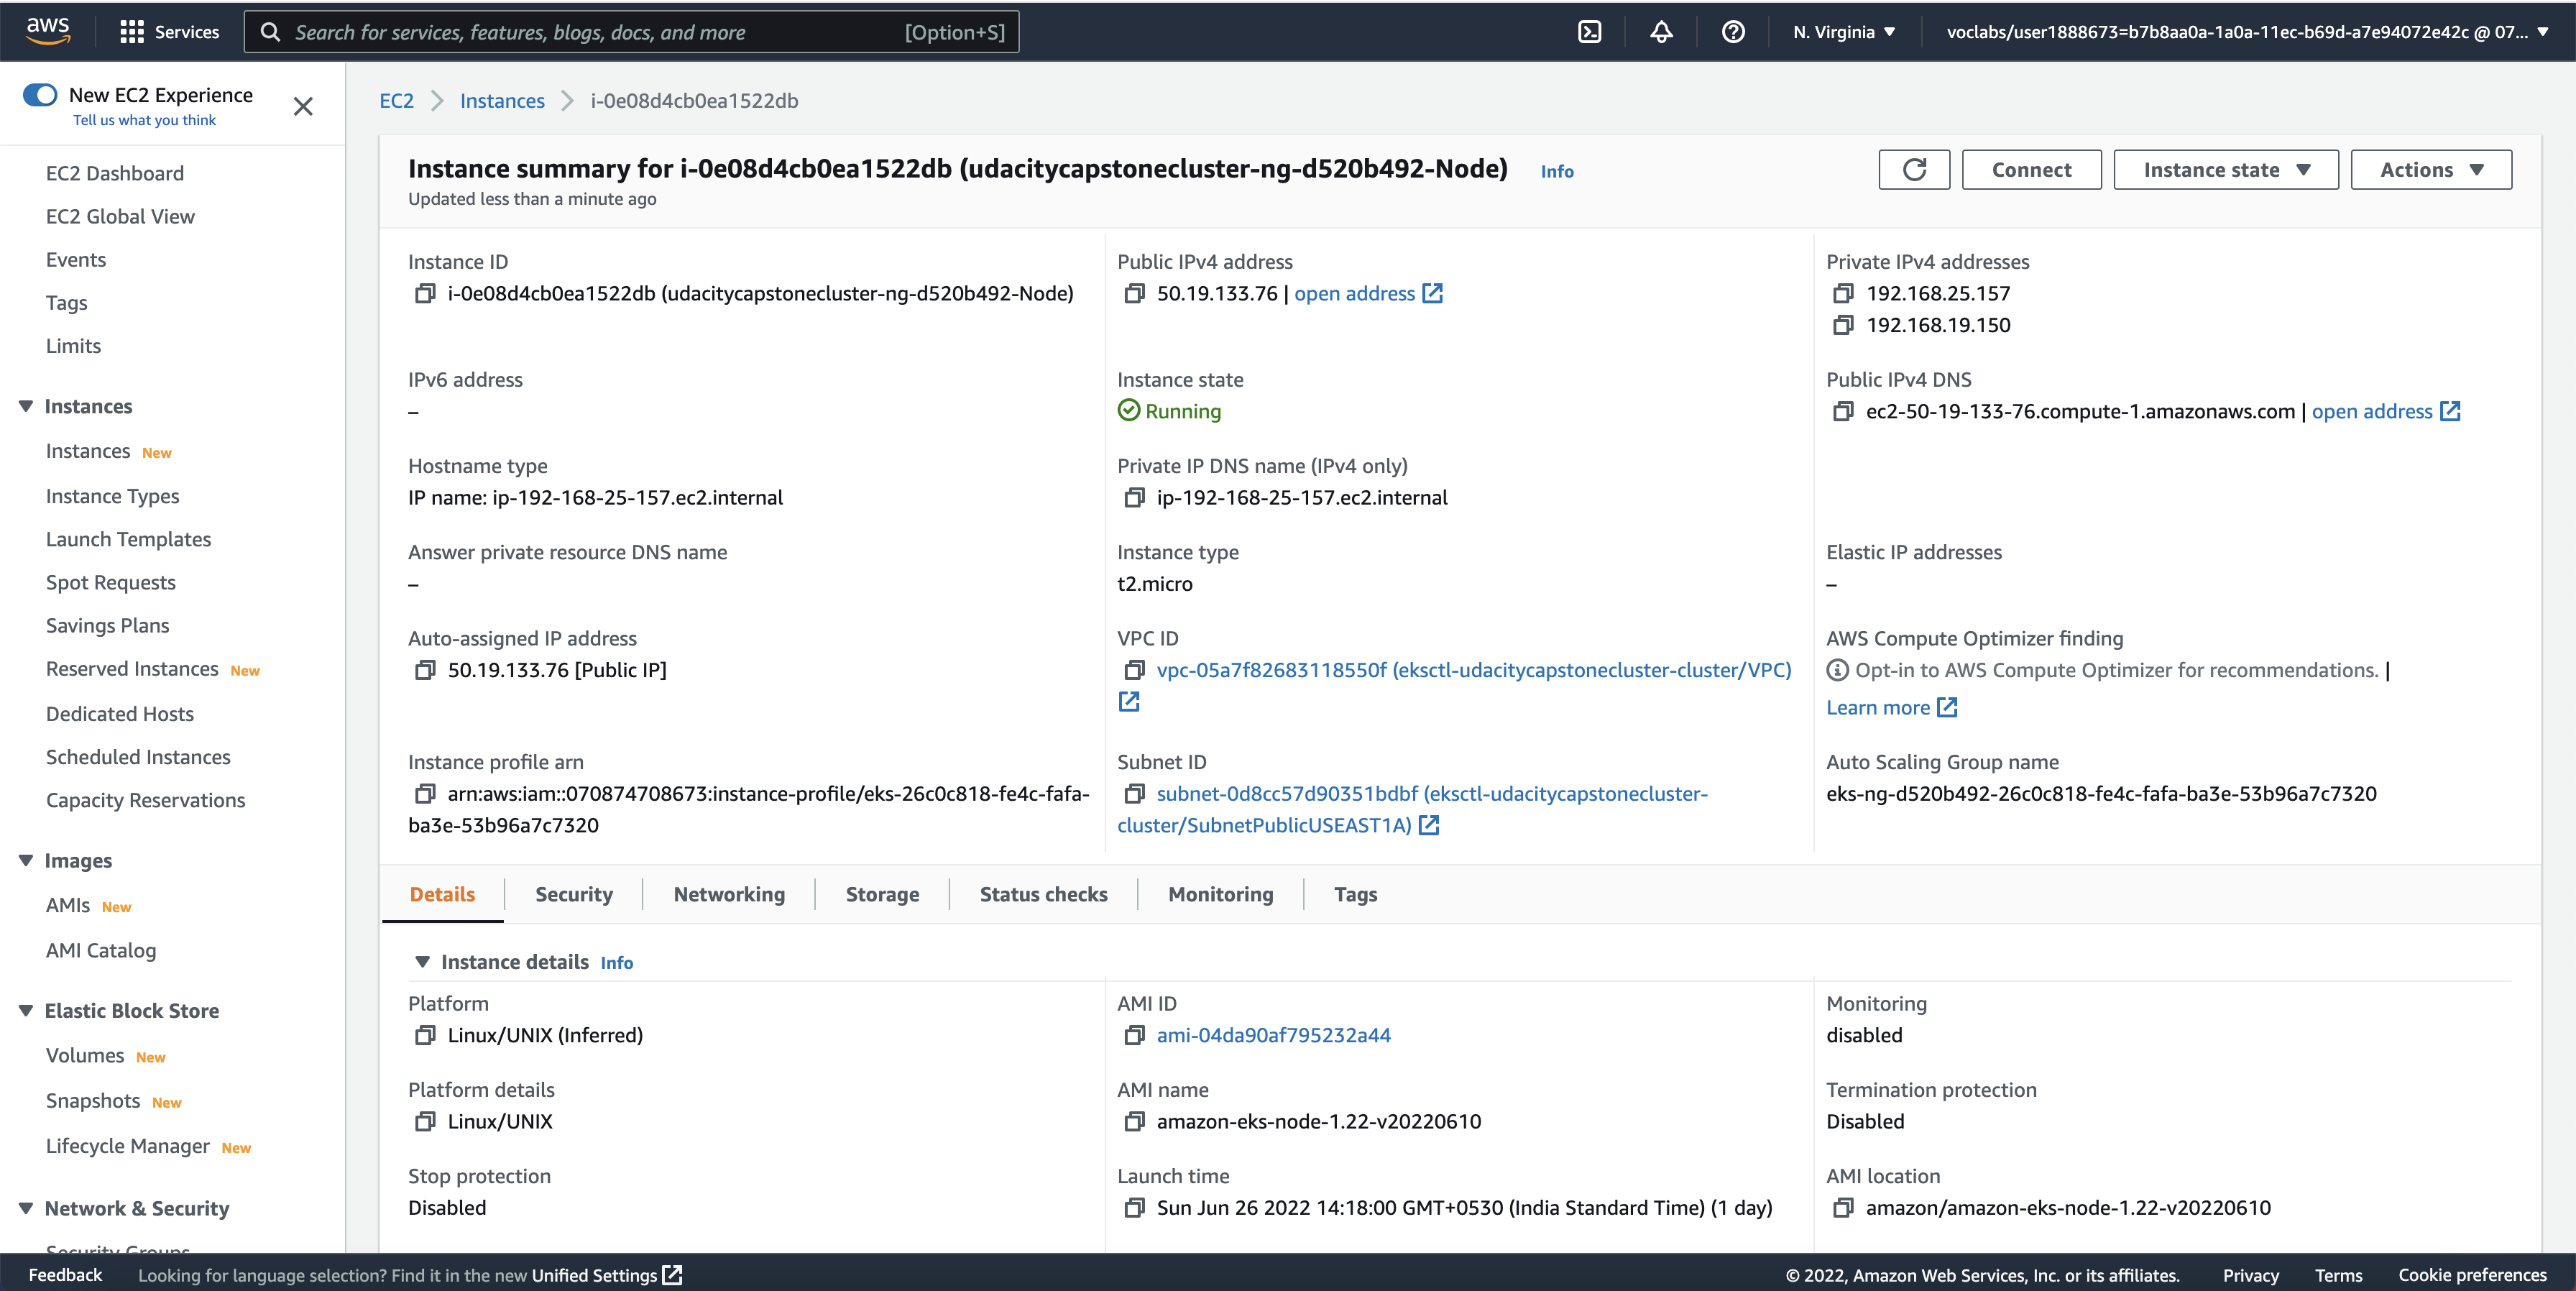 aws
Services
Search for services, features, blogs, docs, and more
[Option+S]
N. Virginia
voclabs/user1888673=b7b8aa0a-1a0a-11ec-b69d-a7e94072e42c @ 07...
New EC2 Experience
Tell us what you think
EC2 Dashboard
EC2 Global View
Events
Tags
Limits
Instances
Instances New
Instance Types
Launch Templates
Spot Requests
Savings Plans
Reserved Instances New
Dedicated Hosts
Scheduled Instances
Capacity Reservations
Images
AMIs New
AMI Catalog
Elastic Block Store
Volumes New
Snapshots New
Lifecycle Manager New
Network & Security
Security Groups
EC2 > Instances > i-0e08d4cb0ea1522db
Instance summary for i-0e08d4cb0ea1522db (udacitycapstonecluster-ng-d520b492-Node) Info
Updated less than a minute ago
Connect
Instance state
Actions
Instance ID
i-0e08d4cb0ea1522db (udacitycapstonecluster-ng-d520b492-Node)
Public IPv4 address
50.19.133.76 | open address
Private IPv4 addresses
192.168.25.157
192.168.19.150
IPv6 address
–
Instance state
Running
Public IPv4 DNS
ec2-50-19-133-76.compute-1.amazonaws.com | open address
Hostname type
IP name: ip-192-168-25-157.ec2.internal
Private IP DNS name (IPv4 only)
ip-192-168-25-157.ec2.internal
Answer private resource DNS name
–
Instance type
t2.micro
Elastic IP addresses
–
Auto-assigned IP address
50.19.133.76 [Public IP]
VPC ID
vpc-05a7f82683118550f (eksctl-udacitycapstonecluster-cluster/VPC)
AWS Compute Optimizer finding
Opt-in to AWS Compute Optimizer for recommendations. |
Learn more
Instance profile arn
arn:aws:iam::070874708673:instance-profile/eks-26c0c818-fe4c-fafa-
ba3e-53b96a7c7320
Subnet ID
subnet-0d8cc57d90351bdbf (eksctl-udacitycapstonecluster-
cluster/SubnetPublicUSEAST1A)
Auto Scaling Group name
eks-ng-d520b492-26c0c818-fe4c-fafa-ba3e-53b96a7c7320
Details
Security
Networking
Storage
Status checks
Monitoring
Tags
Instance details Info
Platform
Linux/UNIX (Inferred)
AMI ID
ami-04da90af795232a44
Monitoring
disabled
Platform details
Linux/UNIX
AMI name
amazon-eks-node-1.22-v20220610
Termination protection
Disabled
Stop protection
Disabled
Launch time
Sun Jun 26 2022 14:18:00 GMT+0530 (India Standard Time) (1 day)
AMI location
amazon/amazon-eks-node-1.22-v20220610
Feedback
Looking for language selection? Find it in the new Unified Settings
© 2022, Amazon Web Services, Inc. or its affiliates.
Privacy
Terms
Cookie preferences